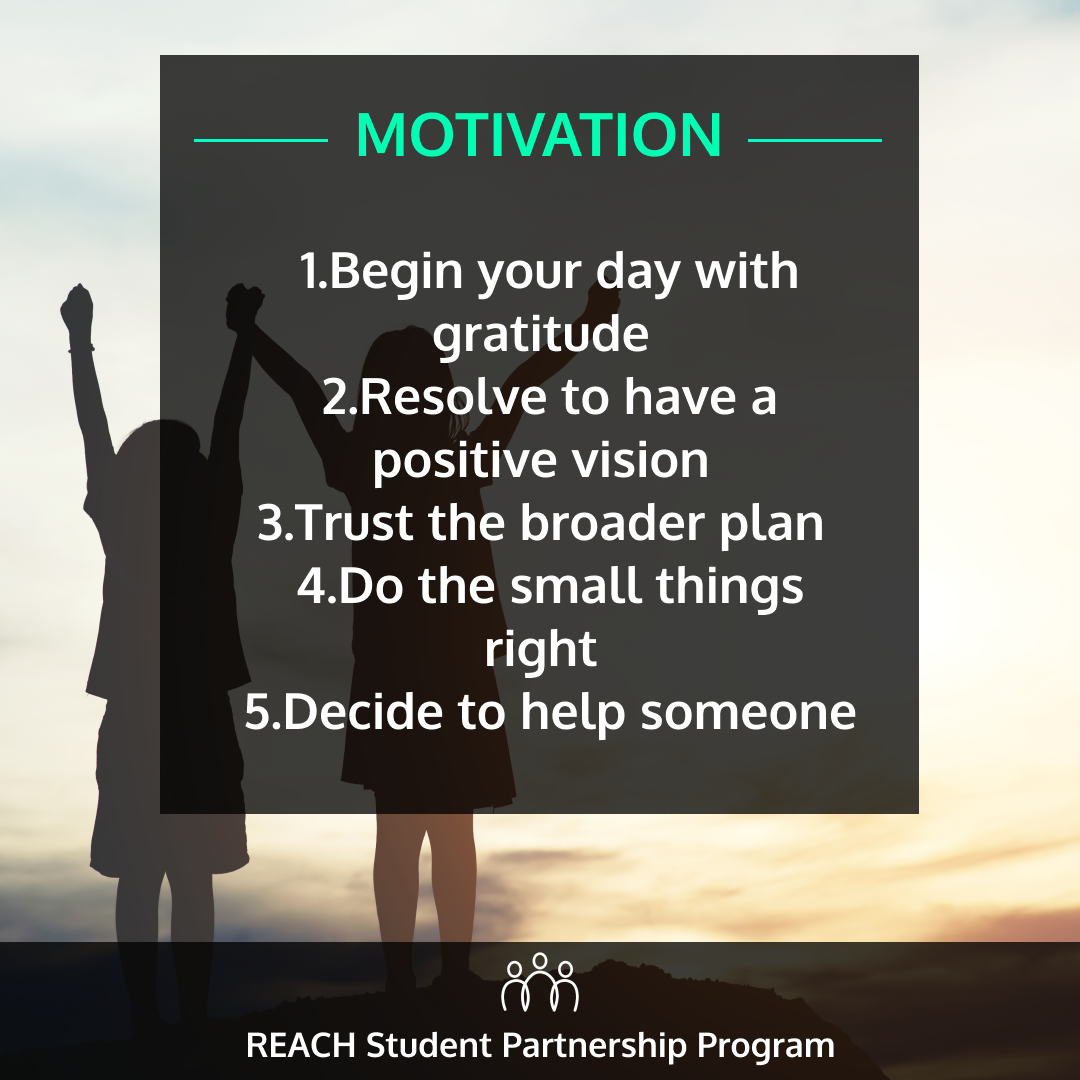 MOTIVATION
1.Begin your day with
gratitude
2.Resolve to have a
positive vision
3.Trust the broader plan
4.Do the small things
right
5.Decide to help someone
REACH Student Partnership Program